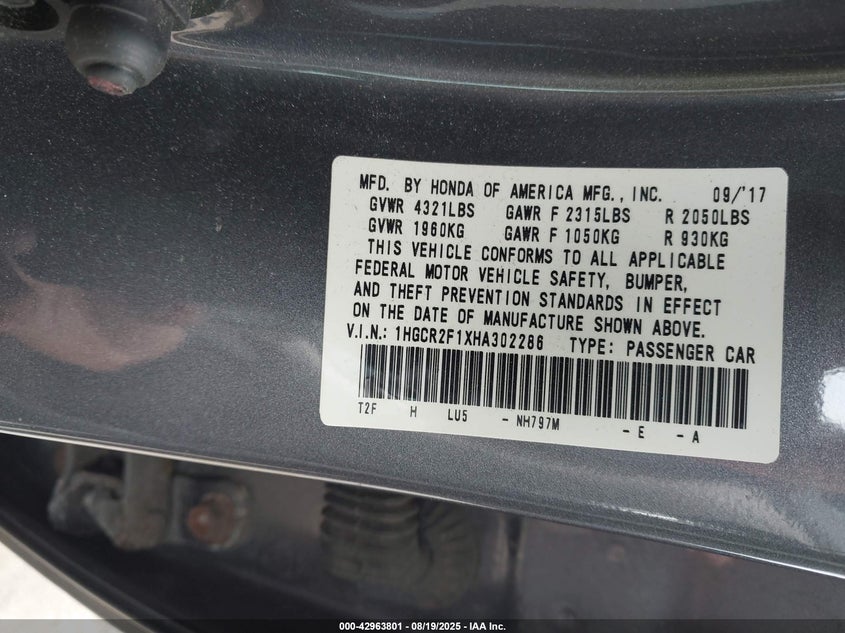 MFD. BY HONDA OF AMERICA MFG., INC. 09/'17
GVWR 4321LBS GAWR F 2315LBS R 2050LBS
GVWR 1960KG GAWR F 1050KG R 930KG
THIS VEHICLE CONFORMS TO ALL APPLICABLE
FEDERAL MOTOR VEHICLE SAFETY, BUMPER,
AND THEFT PREVENTION STANDARDS IN EFFECT
ON THE DATE OF MANUFACTURE SHOWN ABOVE.
V.I.N.: 1HGCR2F1XHA302286 TYPE: PASSENGER CAR
T2F H LU5 - NH797M - E - A
000-42963801 - 08/19/2025 - IAA Inc.